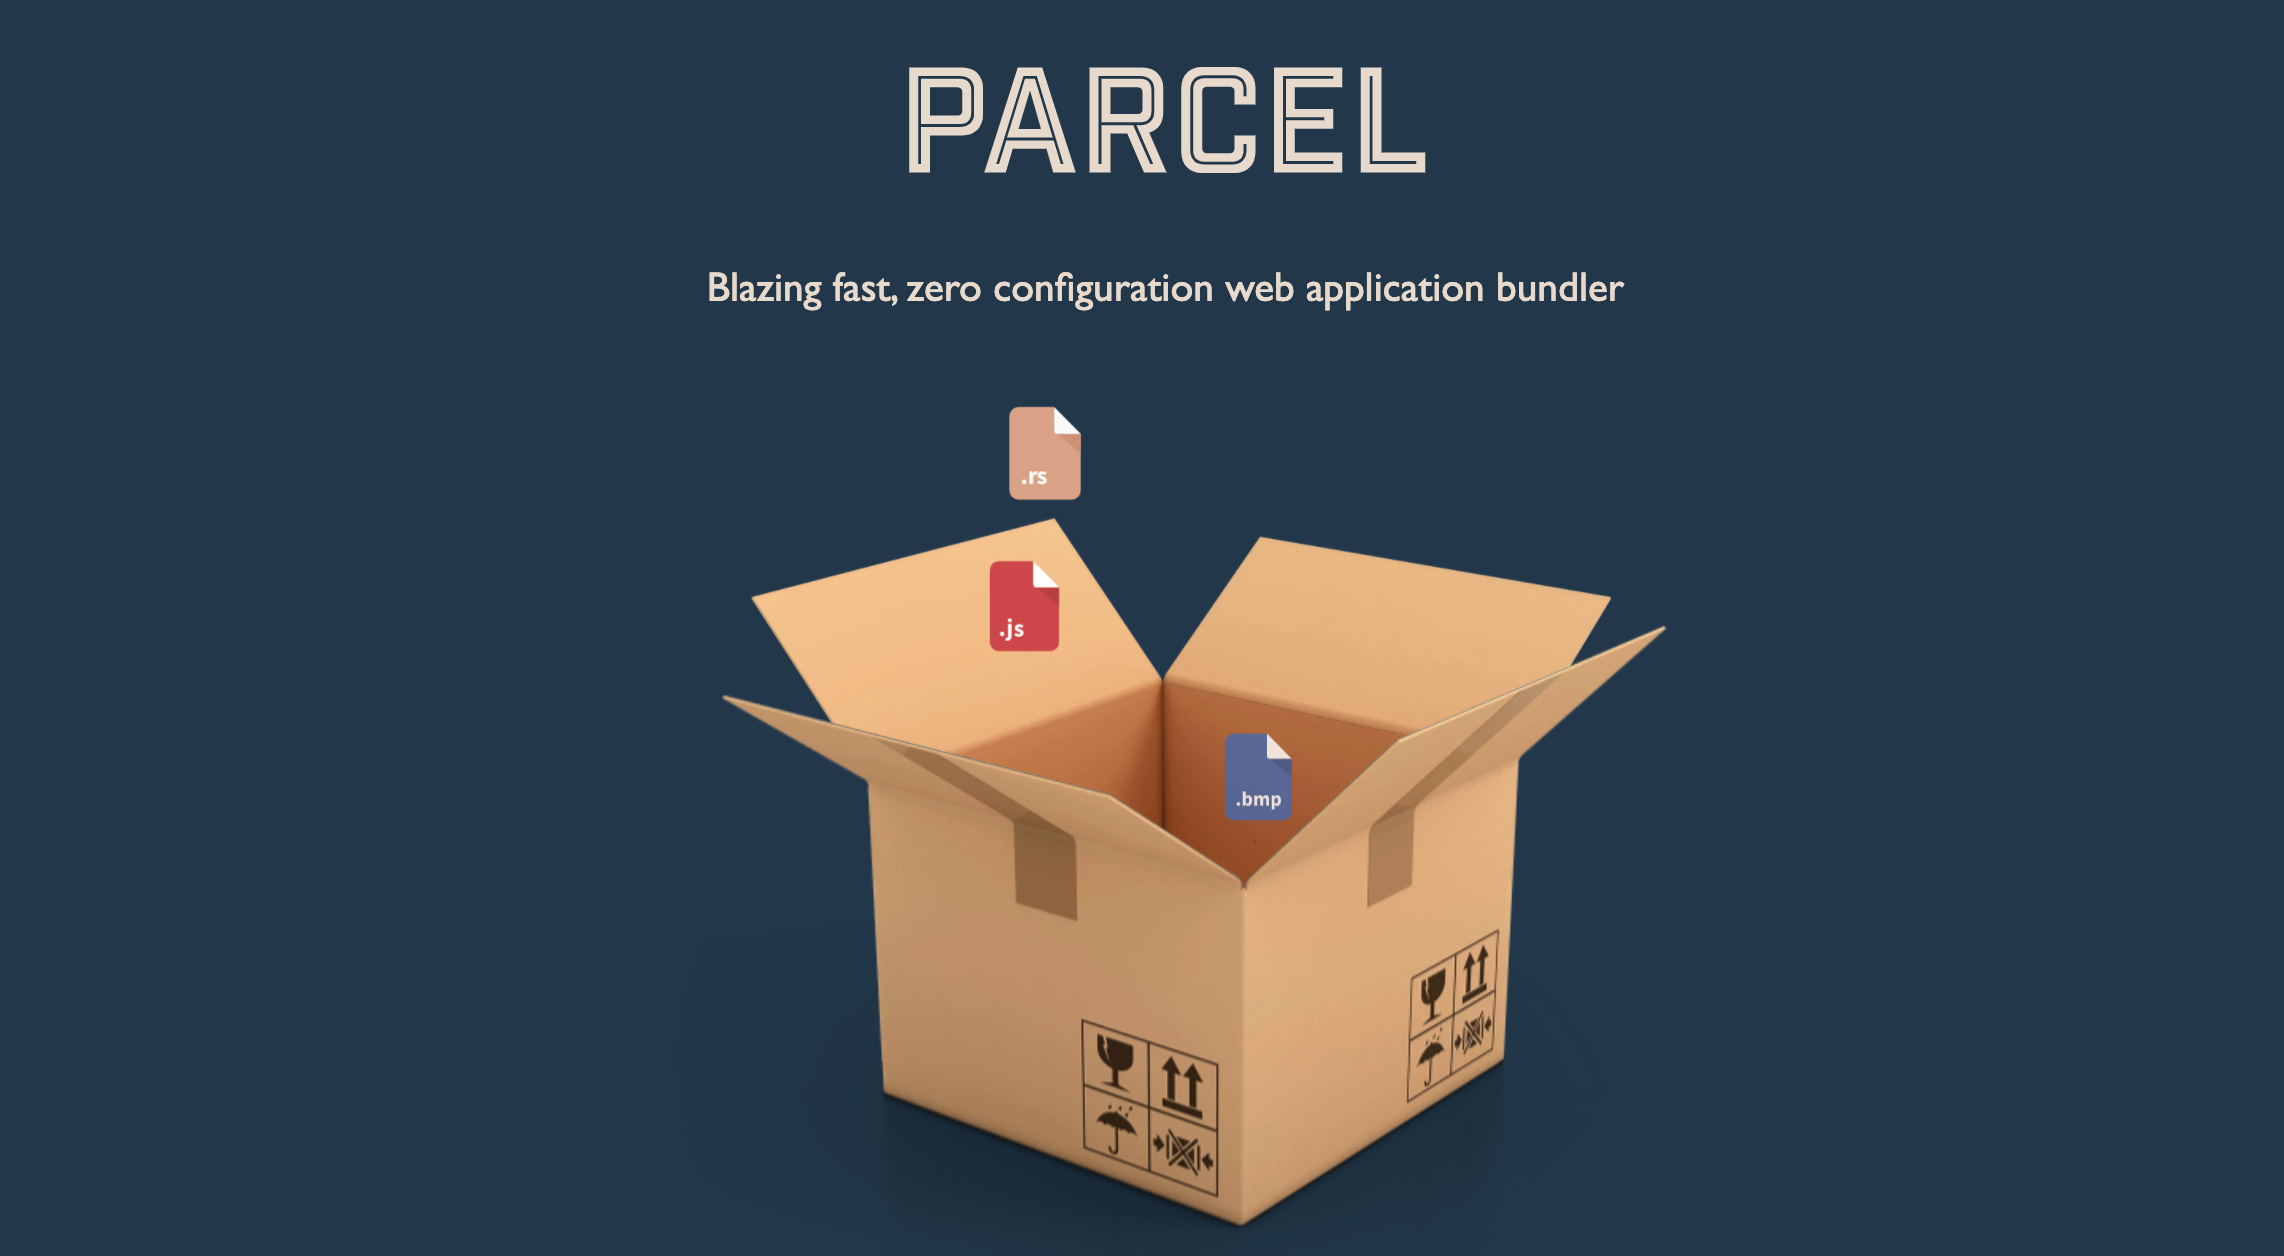 PARCEL
Blazing fast, zero configuration web application bundler
.rs
.js
.bmp